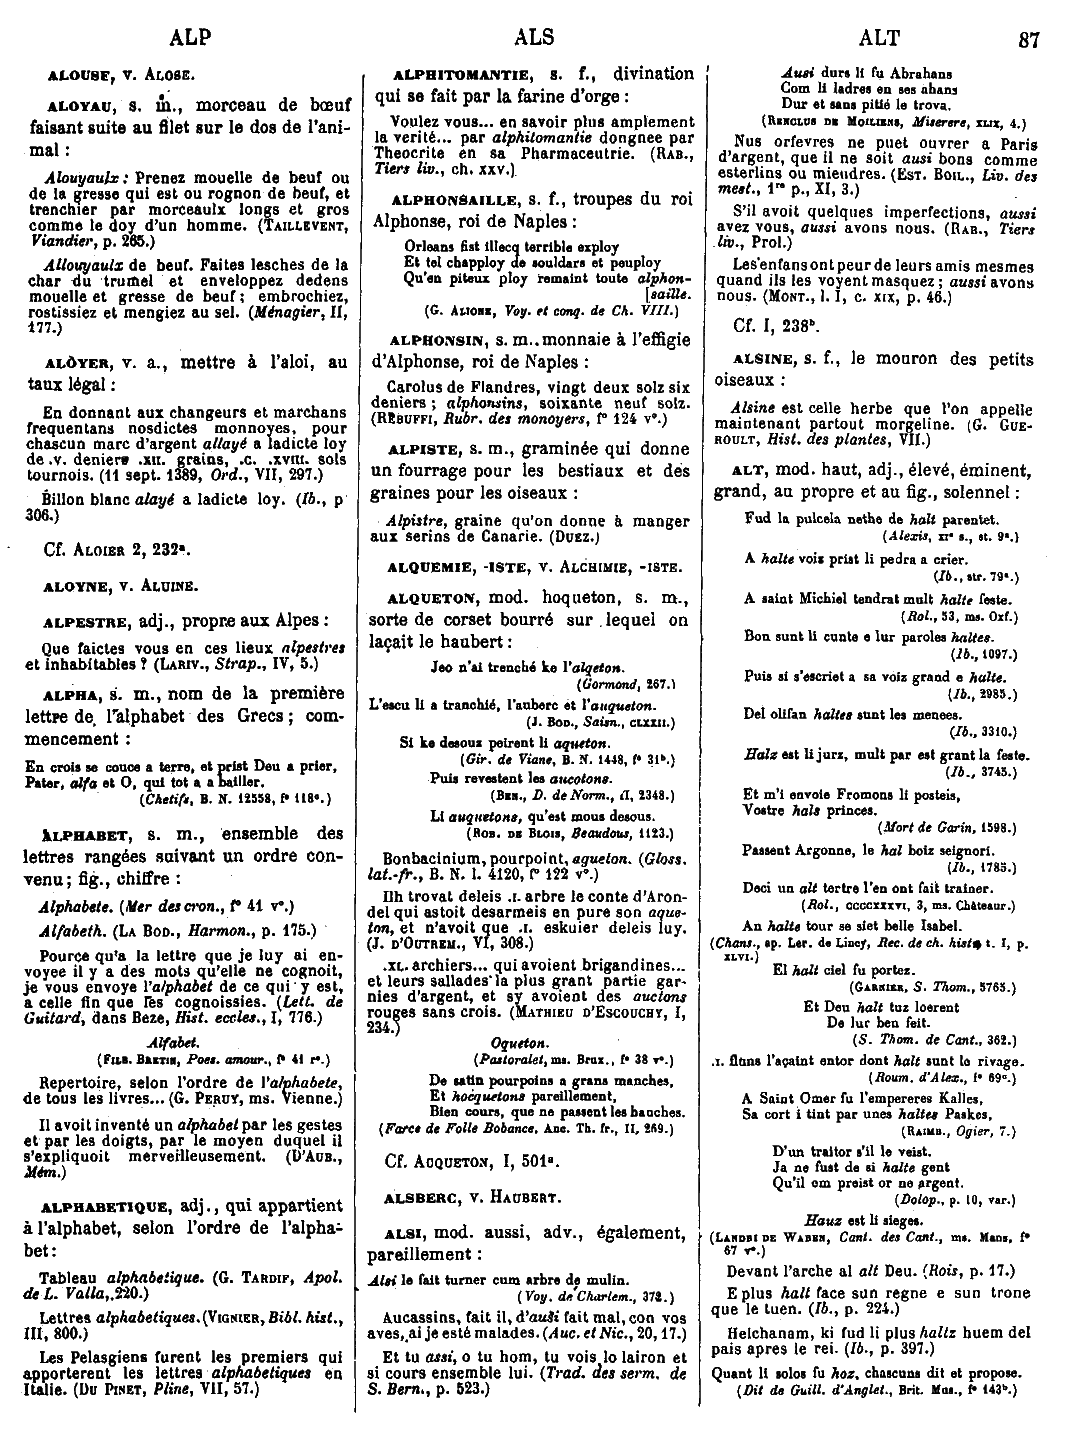 ALP
ALS
ALT
87
ALOUSE, V. ALOSE.
ALOYAU, s. m., morceau de bœuf
faisant suite au filet sur le dos de l'ani-
mal :
Alouyaulx : Prenez mouelle de beuf ou
de la gresse qui est ou rognon de beuf, et
trenchier par morceaulx longs et gros
comme le doy d'un homme. (TAILLEVENT,
Viandier, p. 265.)
Allouyaulx de beuf. Faites lesches de la
char du trumel et enveloppez dedens
mouelle et gresse de beuf ; embrochiez,
rostissiez et mengiez au sel. (Ménagier, II,
177.)
ALOYER, v. a., mettre à l'aloi, au
taux légal :
En donnant aux changeurs et marchans
frequentans nosdictes monnoyes, pour
chascun marc d'argent allayé a ladicte loy
de .v. deniers .XII. grains, .C. .XVIII. sols
tournois. (11 sept. 1389, Ord., VII, 297.)
Billon blanc alayé a ladicte loy. (Ib., p
306.)
Cf. ALOIER 2, 232ª.
ALOYNE, V. ALUINE.
ALPESTRE, adj., propre aux Alpes :
Que faictes vous en ces lieux alpestres
et inhabitables ? (LARIV., Strap., IV, 5.)
ALPHA, s. m., nom de la première
lettre de l'alphabet des Grecs ; com-
mencement :
En crois se couce a terre, et prist Deu a prier,
Pater, alfa et O, qui tot a a bailler.
(Chetifs, B. N. 12558, fº 118ª.)
ALPHABET, s. m., ensemble des
lettres rangées suivant un ordre con-
venu ; fig., chiffre :
Alphabete. (Mer des cron., fº 41 vº.)
Alfabeth. (LA BOD., Harmon., p. 175.)
Pource qu'a la lettre que je luy ai en-
voyee il y a des mots qu'elle ne cognoit,
je vous envoye l'alphabet de ce qui y est,
a celle fin que les cognoissies. (Lett. de
Guitard, dans Beze, Hist. eccles., I, 776.)
Alfabet.
(FILB. BRETIN, Poes. amour., fº 41 rº.)
Repertoire, selon l'ordre de l'alphabete,
de tous les livres... (G. PERUY, ms. Vienne.)
Il avoit inventé un alphabet par les gestes
et par les doigts, par le moyen duquel il
s'expliquoit merveilleusement. (D'AUB.,
Mém.)
ALPHABETIQUE, adj., qui appartient
à l'alphabet, selon l'ordre de l'alpha-
bet :
Tableau alphabetique. (G. TARDIF, Apol.
de L. Valla, 220.)
Lettres alphabetiques. (VIGNIER, Bibl. hist.,
III, 800.)
Les Pelasgiens furent les premiers qui
apporterent les lettres alphabetiques en
Italie. (DU PINET, Pline, VII, 57.)
ALPHITOMANTIE, s. f., divination
qui se fait par la farine d'orge :
Voulez vous... en savoir plus amplement
la verité... par alphitomantie dongnee par
Theocrite en sa Pharmaceutrie. (RAB.,
Tiers liv., ch. XXV.)
ALPHONSAILLE, s. f., troupes du roi
Alphonse, roi de Naples :
Orleans fist illecq terrible exploy
Et tel chapploy de souldars et peuploy
Qu'en piteux ploy remaint toute alphon-
[saille.
(G. ALIONE, Voy. et conq. de Ch. VIII.)
ALPHONSIN, s. m., monnaie à l'effigie
d'Alphonse, roi de Naples :
Carolus de Flandres, vingt deux solz six
deniers ; alphonsins, soixante neuf solz.
(REBUFFI, Rubr. des monoyers, fº 124 vº.)
ALPISTE, s. m., graminée qui donne
un fourrage pour les bestiaux et des
graines pour les oiseaux :
Alpistre, graine qu'on donne à manger
aux serins de Canarie. (DUEZ.)
ALQUEMIE, -ISTE, V. ALCHIMIE, -ISTE.
ALQUETON, mod. hoqueton, s. m.,
sorte de corset bourré sur lequel on
laçait le haubert :
Jeo n'ai trenché ke l'alqeton.
(Gormond, 267.)
L'escu li a tranchié, l'auberc et l'auqueton.
(J. BOD., Saisn., CLXXII.)
Si ke desoux peirent li aqueton.
(Gir. de Viane, B. N. 1448, fº 31ᵇ.)
Puis revestent les aucotons.
(BEN., D. de Norm., II, 2348.)
Li auquetons, qu'est mous desous.
(ROB. DE BLOIS, Beaudous, 1123.)
Bonbacinium, pourpoint, aqueton. (Gloss.
lat.-fr., B. N. l. 4120, fº 122 vº.)
Ilh trovat deleis .I. arbre le conte d'Aron-
del qui astoit desarmeis en pure son aque-
ton, et n'avoit que .I. eskuier deleis luy.
(J. D'OUTREM., VI, 308.)
.XL. archiers... qui avoient brigandines...
et leurs sallades la plus grant partie gar-
nies d'argent, et sy avoient des auctons
rouges sans crois. (MATHIEU D'ESCOUCHY, I,
234.)
Oqueton.
(Pastoralet, ms. Brux., fº 38 vº.)
De satin pourpoins a grans manches,
Et hocquetons pareillement,
Bien cours, que ne passent les hanches.
(Farce de Folle Bobance, Anc. Th. fr., II, 269.)
Cf. AUQUETON, I, 501ª.
ALSBERC, V. HAUBERT.
ALSI, mod. aussi, adv., également,
pareillement :
Alsi le fait turner cum arbre de mulin.
(Voy. de Charlem., 372.)
Aucassins, fait il, d'ausi fait mal, con vos
aves, ai je esté malades. (Auc. et Nic., 20, 17.)
Et tu assi, o tu hom, tu vois lo lairon et
si cours ensemble lui. (Trad. des serm. de
S. Bern., p. 523.)
Ausi durs li fu Abrahans
Com li ladres en ses ahans
Dur et sans pitié le trova.
(RENCLUS DE MOILIENS, Miserere, XLIX, 4.)
Nus orfevres ne puet ouvrer a Paris
d'argent, que il ne soit ausi bons comme
esterlins ou mieudres. (EST. BOIL., Liv. des
mest., 1re p., XI, 3.)
S'il avoit quelques imperfections, aussi
avez vous, aussi avons nous. (RAB., Tiers
liv., Prol.)
Les enfans ont peur de leurs amis mesmes
quand ils les voyent masquez ; aussi avons
nous. (MONT., l. I, c. XIX, p. 46.)
Cf. I, 238ᵇ.
ALSINE, s. f., le mouron des petits
oiseaux :
Alsine est celle herbe que l'on appelle
maintenant partout morgeline. (G. GUE-
ROULT, Hist. des plantes, VII.)
ALT, mod. haut, adj., élevé, éminent,
grand, au propre et au fig., solennel :
Fud la pulcela nethe de halt parentet.
(Alexis, XIe s., st. 9ª.)
A halte voiz prist li pedra a crier.
(Ib., str. 79ª.)
A saint Michiel tendrat mult halte feste.
(Rol., 53, ms. Oxf.)
Bon sunt li cunte e lur paroles haltes.
(Ib., 1097.)
Puis si s'escriet a sa voiz grand e halte.
(Ib., 2985.)
Del olifan haltes sunt les menees.
(Ib., 3310.)
Halz est li jurz, mult par est grant la feste.
(Ib., 3745.)
Et m'i envoie Fromons li posteis,
Vostre hals princes.
(Mort de Garin, 1598.)
Passent Argonne, le hal boiz seignori.
(Ib., 1785.)
Deci un alt tertre l'en ont fait trainer.
(Rol., CCCCXXXVI, 3, ms. Châteaur.)
An halte tour se siet belle Isabel.
(Chans., ap. Ler. de Lincy, Rec. de ch. hist., t. I, p.
XLVI.)
El halt ciel fu portez.
(GARNIER, S. Thom., 5765.)
Et Deu halt tuz loerent
De lur ben feit.
(S. Thom. de Cant., 362.)
.I. fluns l'açaint entor dont halt sunt le rivage.
(Roum. d'Alex., fº 69ᶜ.)
A Saint Omer fu l'empereres Kalles,
Sa cort i tint par unes haltes Paskes,
(RAIMB., Ogier, 7.)
D'un traïtor s'il le veist.
Ja ne fust de si halte gent
Qu'il em preist or ne argent.
(Dolop., p. 10, var.)
Hauz est li sieges.
(LANDRI DE WABEN, Cant. des Cant., ms. Mans, fº
67 vº.)
Devant l'arche al alt Deu. (Rois, p. 17.)
E plus halt face sun regne e sun trone
que le tuen. (Ib., p. 224.)
Helchanam, ki fud li plus haltz huem del
pais apres le rei. (Ib., p. 397.)
Quant li solos fu hoz, chascuns dit et propose.
(Dit de Guill. d'Anglet., Brit. Mus., fº 143ᵇ.)